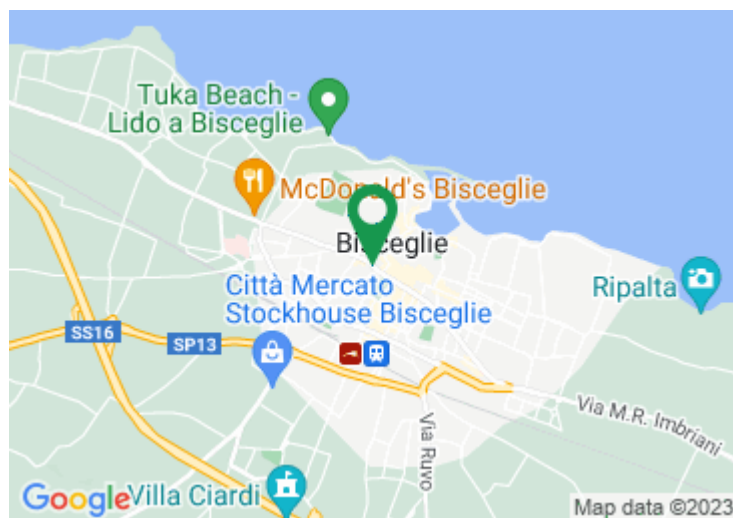 Tuka Beach -
Lido a Bisceglie
McDonald's Bisceglie
Bisceglie
Città Mercato
Stockhouse Bisceglie
Ripalta
SS16
SP13
Via M.R. Imbriani
Via Ruvo
Villa Ciardi
Google
Map data ©2023